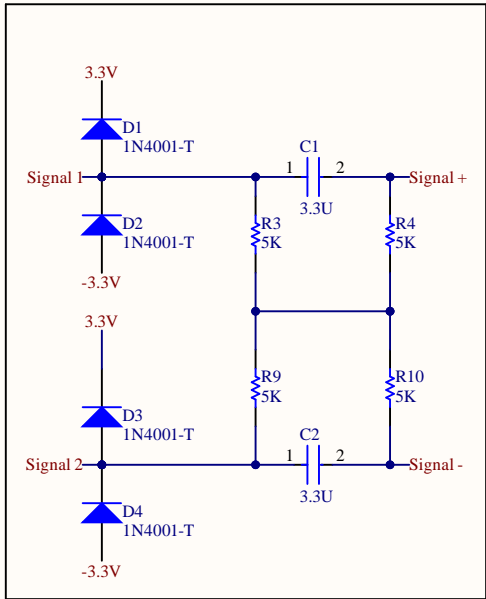 3.3V
D1
1N4001-T
C1
Signal 1
1 2
Signal +
3.3U
D2
1N4001-T
R3
5K
R4
5K
-3.3V
3.3V
R9
5K
R10
5K
D3
1N4001-T
C2
Signal 2
1 2
Signal -
3.3U
D4
1N4001-T
-3.3V